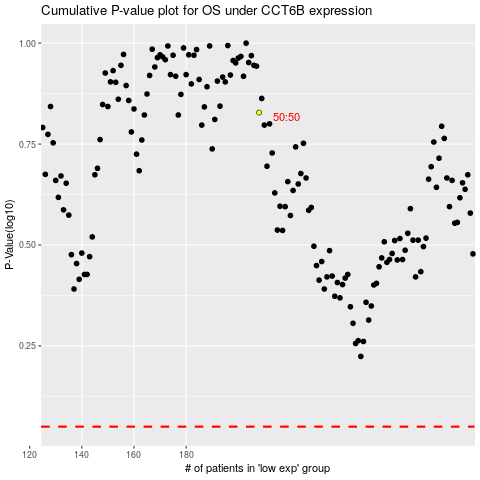 Cumulative P-value plot for OS under CCT6B expression
1.00
50:50
0.75
P-Value(log10)
0.50
0.25
120 140 160 180
# of patients in 'low exp' group